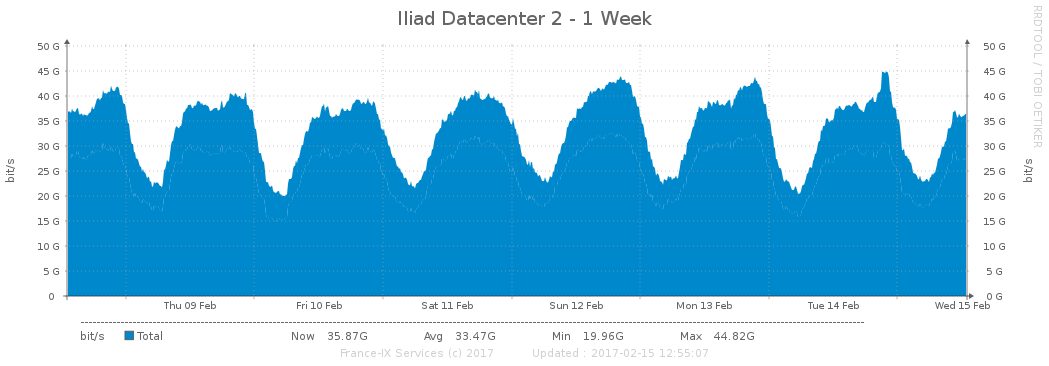 Iliad Datacenter 2 - 1 Week
RRDTOOL / TOBI OETIKER
50 G 50 G
45 G 45 G
40 G 40 G
35 G 35 G
30 G 30 G
25 G 25 G
20 G 20 G
15 G 15 G
10 G 10 G
5 G 5 G
0 0 G
bit/s
bit/s
Thu 09 Feb Fri 10 Feb Sat 11 Feb Sun 12 Feb Mon 13 Feb Tue 14 Feb Wed 15 Feb
bit/s Total Now 35.87G Avg 33.47G Min 19.96G Max 44.82G
France-IX Services (c) 2017 Updated : 2017-02-15 12:55:07